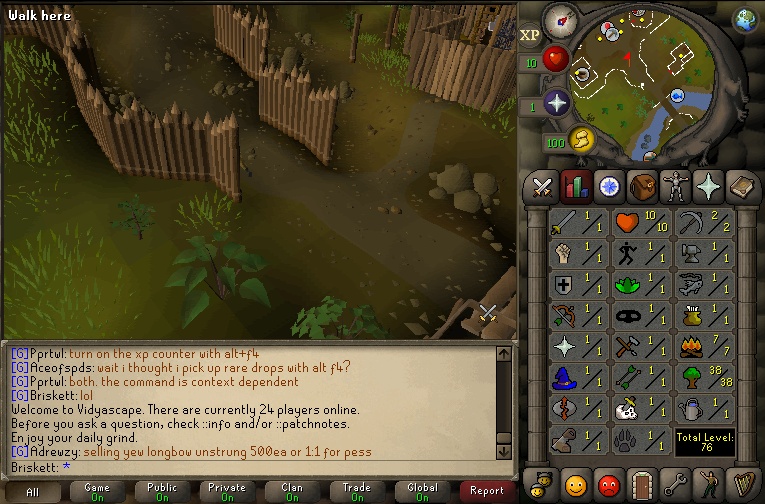 Walk here
XP
10
1
100
1/1 10/10 2/2
1/1 1/1 1/1
1/1 1/1 1/1
1/1 1/1 1/1
1/1 1/1 7/7
1/1 1/1 38/38
1/1 1/1 1/1
1/1 1/1 Total Level:
76
[G]Pprtwl: turn on the xp counter with alt+f4
[G]Aceofspds: wait i thought i pick up rare drops with alt f4?
[G]Pprtwl: both. the command is context dependent
[G]Briskett: lol
Welcome to Vidyascape. There are currently 24 players online.
Before you ask a question, check ::info and/or ::patchnotes.
Enjoy your daily grind.
[G]Adrewzy: selling yew longbow unstrung 500ea or 1:1 for pess
Briskett: *
All Game On Public On Private On Clan On Trade On Global On Report